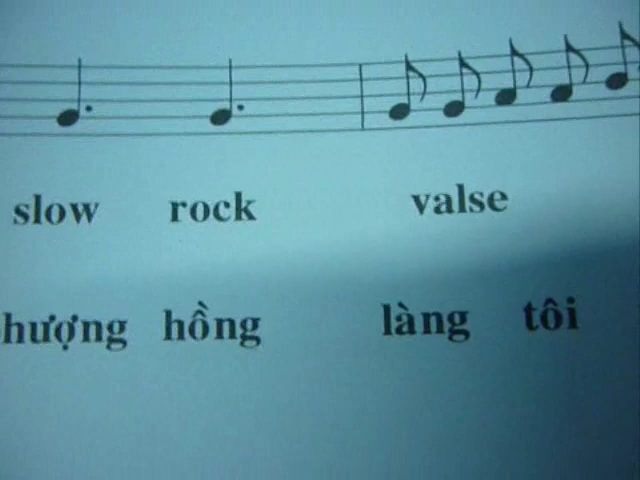 slow rock valse
hượng hồng làng tôi